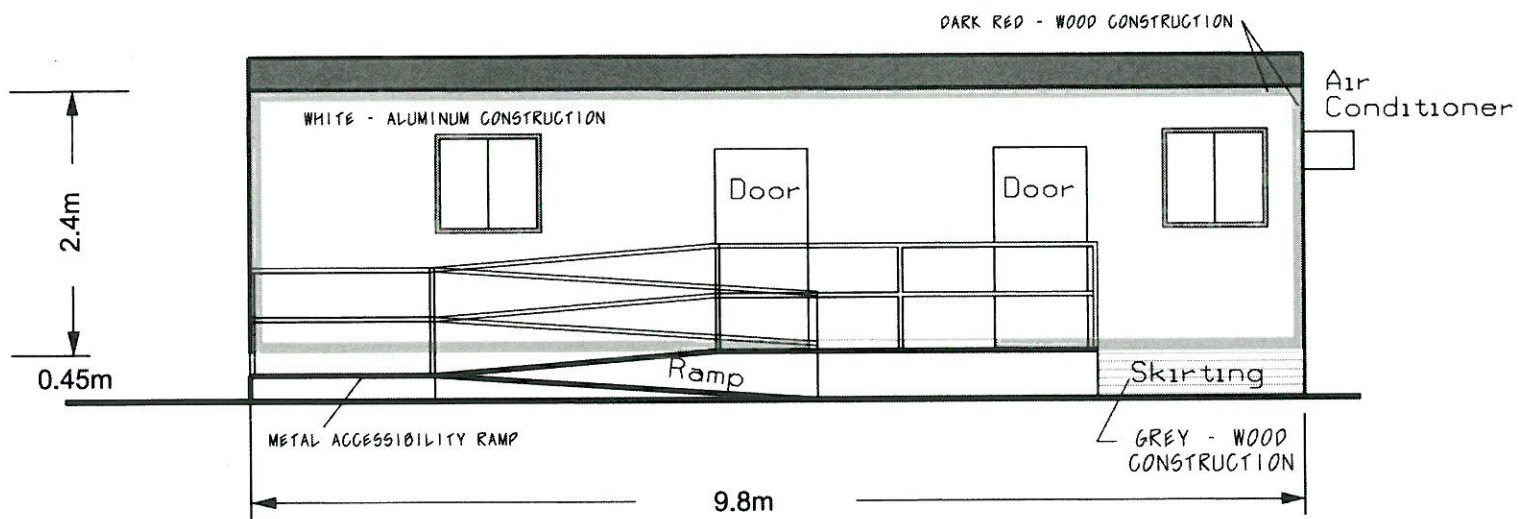 DARK RED - WOOD CONSTRUCTION
Air
Conditioner
WHITE - ALUMINUM CONSTRUCTION
Door
Door
2.4m
0.45m
Ramp
Skirting
METAL ACCESSIBILITY RAMP
GREY - WOOD
CONSTRUCTION
9.8m